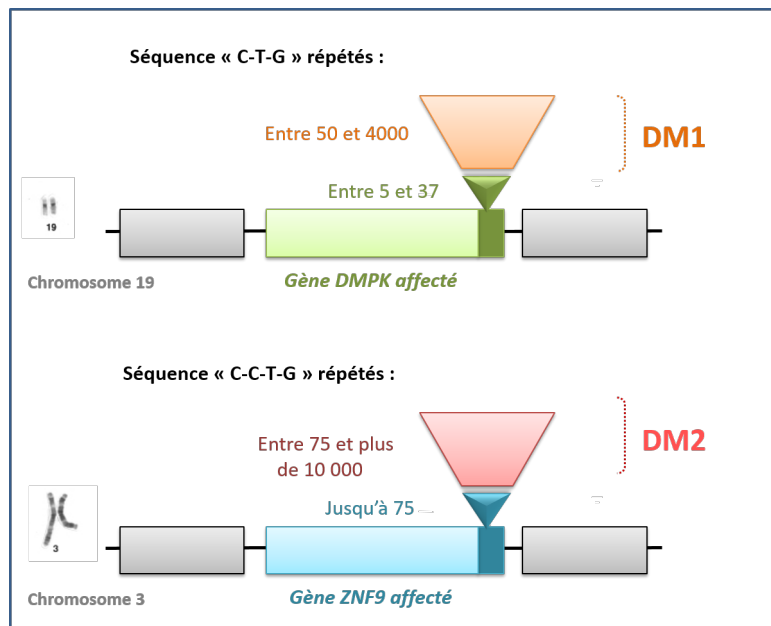 Séquence « C-T-G » répétés :
Entre 50 et 4000
DM1
Entre 5 et 37
19
Chromosome 19
Gène DMPK affecté
Séquence « C-C-T-G » répétés :
Entre 75 et plus
de 10 000
DM2
Jusqu'à 75
3
Chromosome 3
Gène ZNF9 affecté